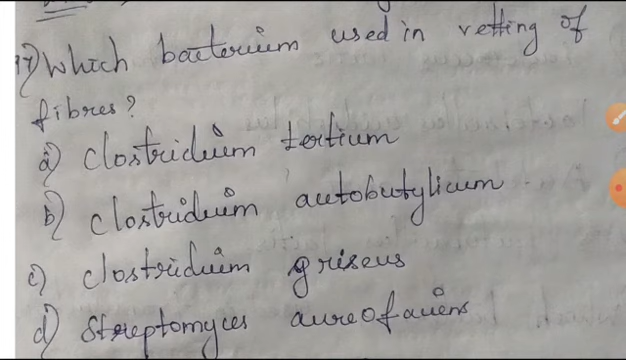 17) Which bacterium used in retting of
fibres?
a) clostridium tertium
b) clostridium acetobutylicum
c) clostridium griseus
d) Streptomyces aureofaciens